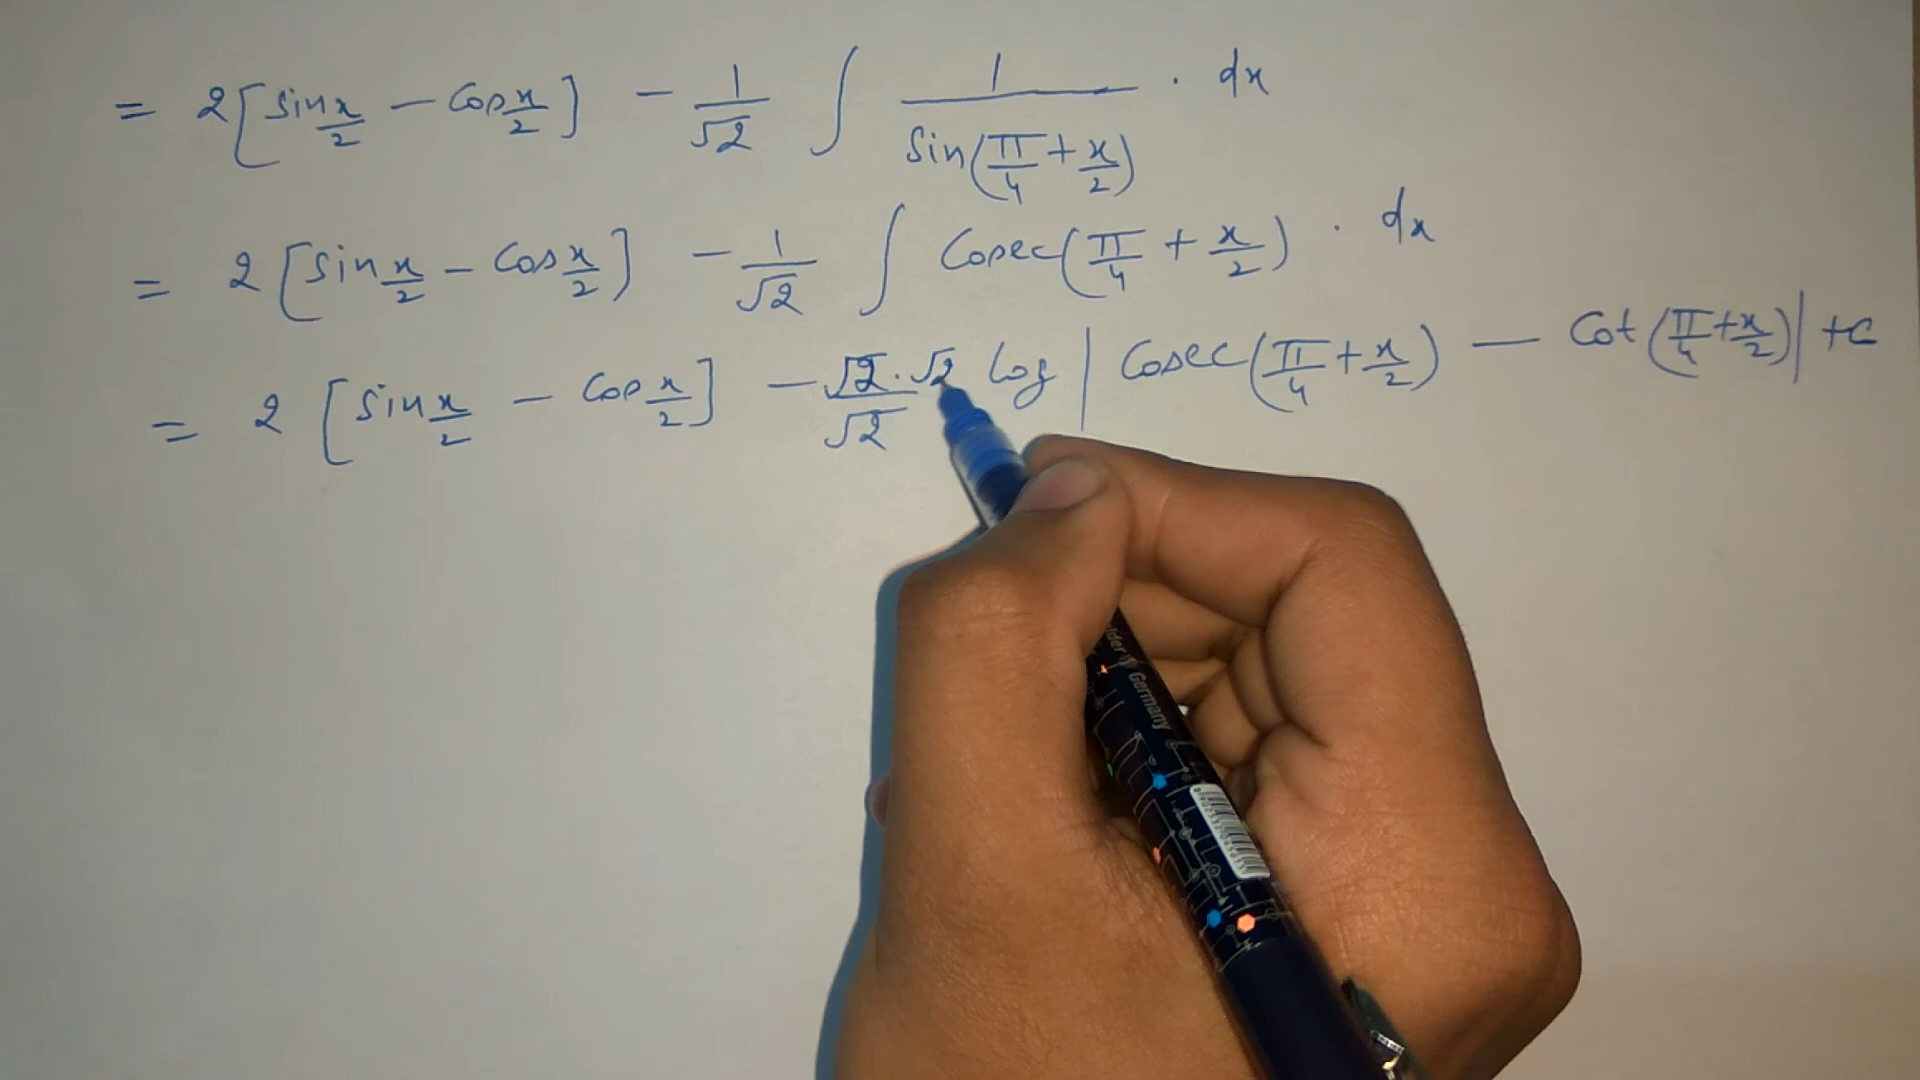 = 2[sin x/2 - Cos x/2] - 1/√2 ∫ 1/Sin(π/4 + x/2) . dx
= 2[sin x/2 - Cos x/2] - 1/√2 ∫ Cosec(π/4 + x/2) . dx
= 2[sin x/2 - Cos x/2] - √2.√2/√2 log |Cosec(π/4 + x/2) - Cot(π/4 + x/2)| + C
Germany